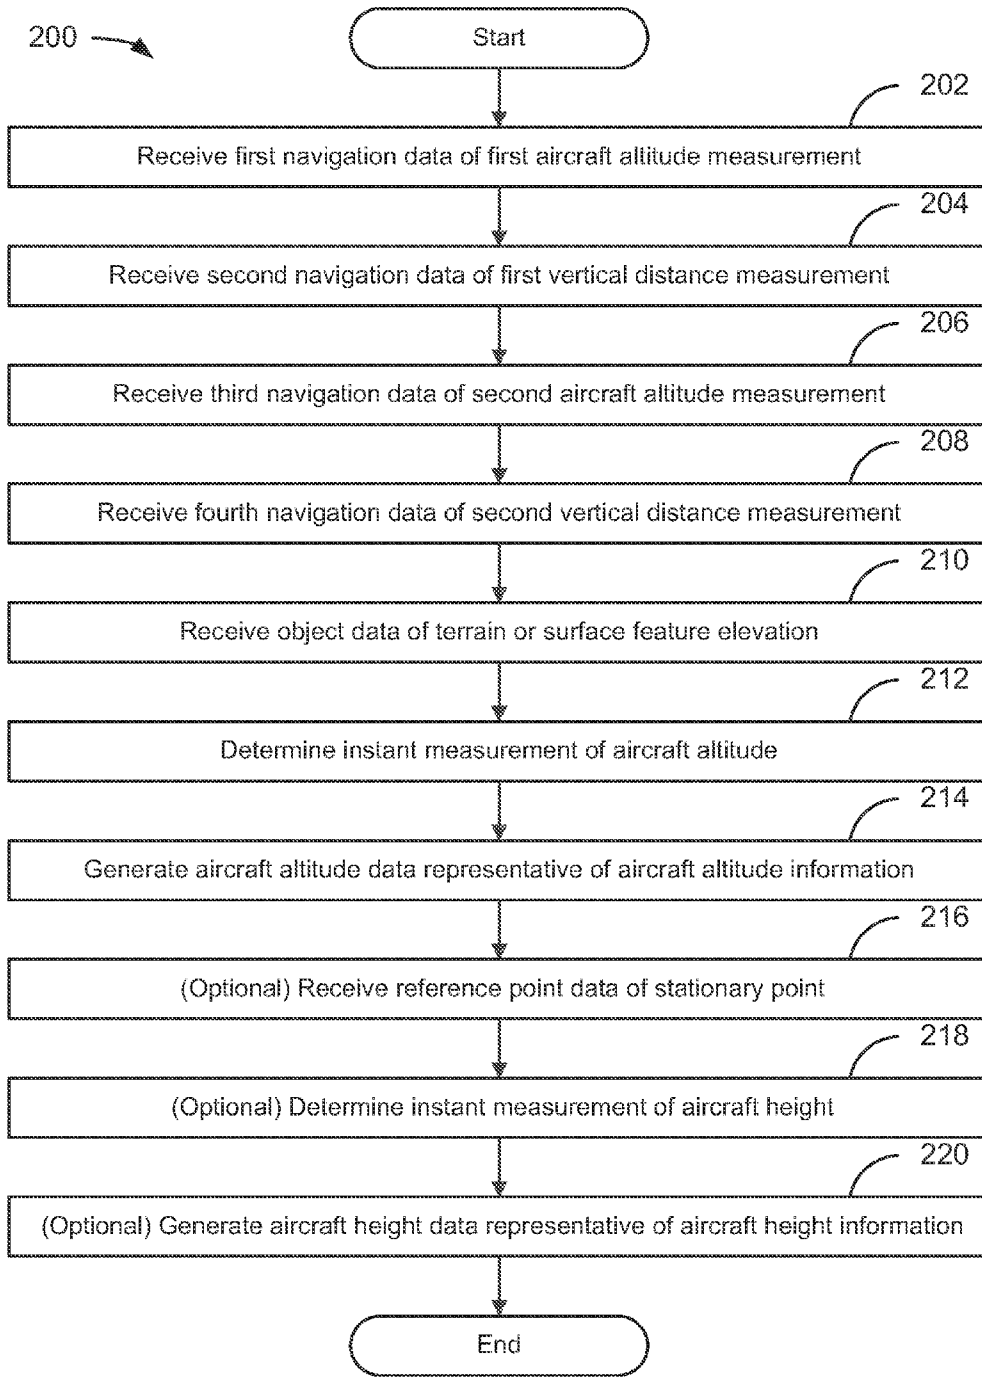 200
Start
202
Receive first navigation data of first aircraft altitude measurement
204
Receive second navigation data of first vertical distance measurement
206
Receive third navigation data of second aircraft altitude measurement
208
Receive fourth navigation data of second vertical distance measurement
210
Receive object data of terrain or surface feature elevation
212
Determine instant measurement of aircraft altitude
214
Generate aircraft altitude data representative of aircraft altitude information
216
(Optional) Receive reference point data of stationary point
218
(Optional) Determine instant measurement of aircraft height
220
(Optional) Generate aircraft height data representative of aircraft height information
End